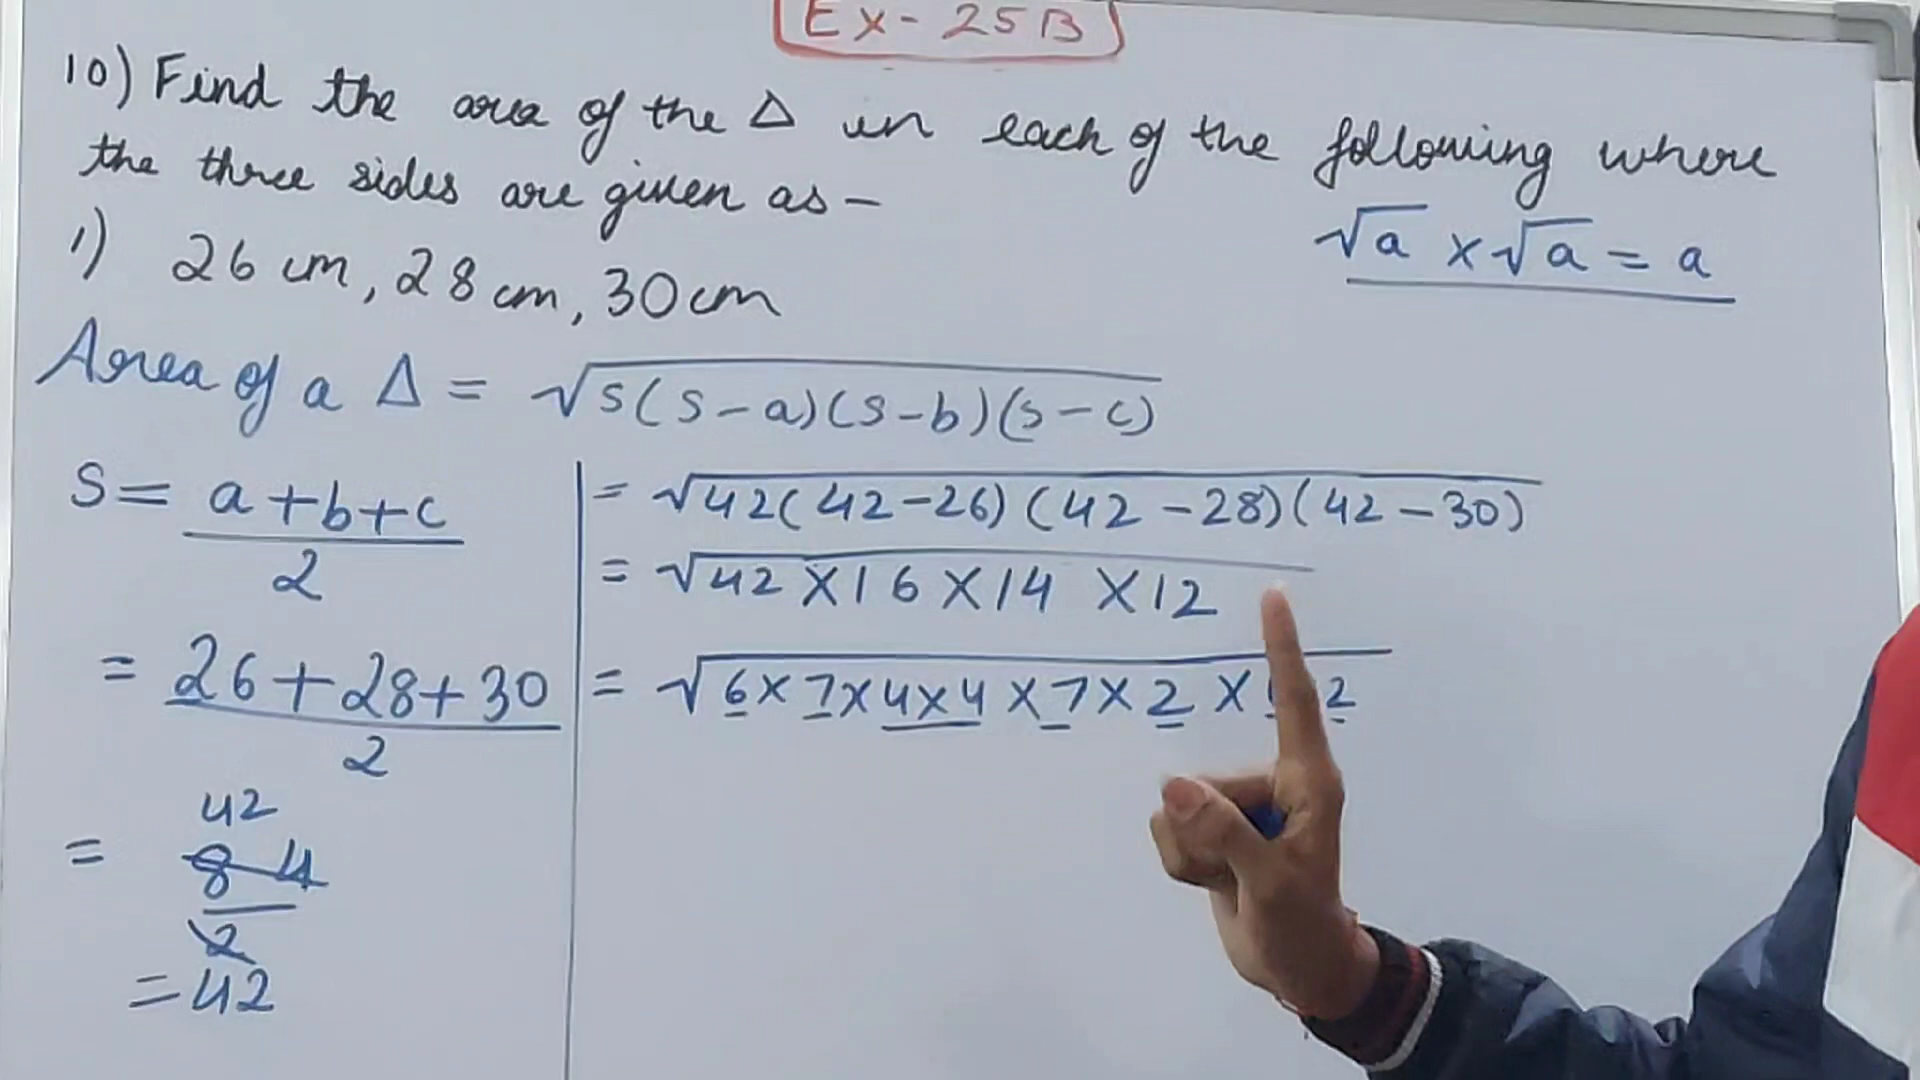 Ex-25B
10) Find the area of the Δ in each of the following where
the three sides are given as –
1) 26 cm, 28 cm, 30 cm
√a × √a = a
Area of a Δ = √s(s-a)(s-b)(s-c)
S = a+b+c
2
= 26+28+30
2
42
= 84
2
= 42
= √42(42-26)(42-28)(42-30)
= √42×16×14×12
= √6×7×4×4×7×2× 2